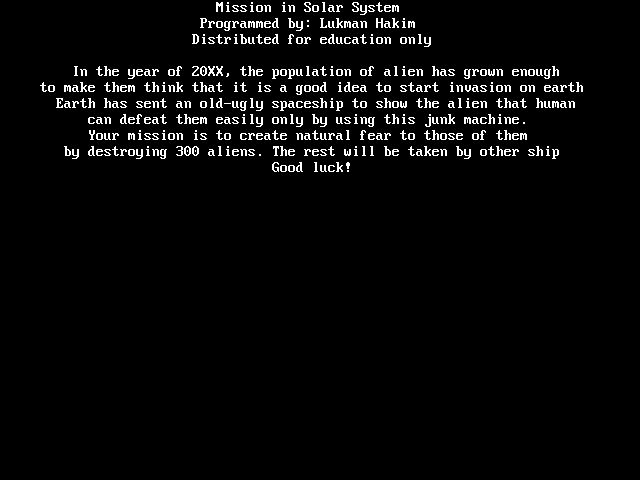 Mission in Solar System
Programmed by: Lukman Hakim
Distributed for education only
In the year of 20XX, the population of alien has grown enough
to make them think that it is a good idea to start invasion on earth
Earth has sent an old-ugly spaceship to show the alien that human
can defeat them easily only by using this junk machine.
Your mission is to create natural fear to those of them
by destroying 300 aliens. The rest will be taken by other ship
Good luck!